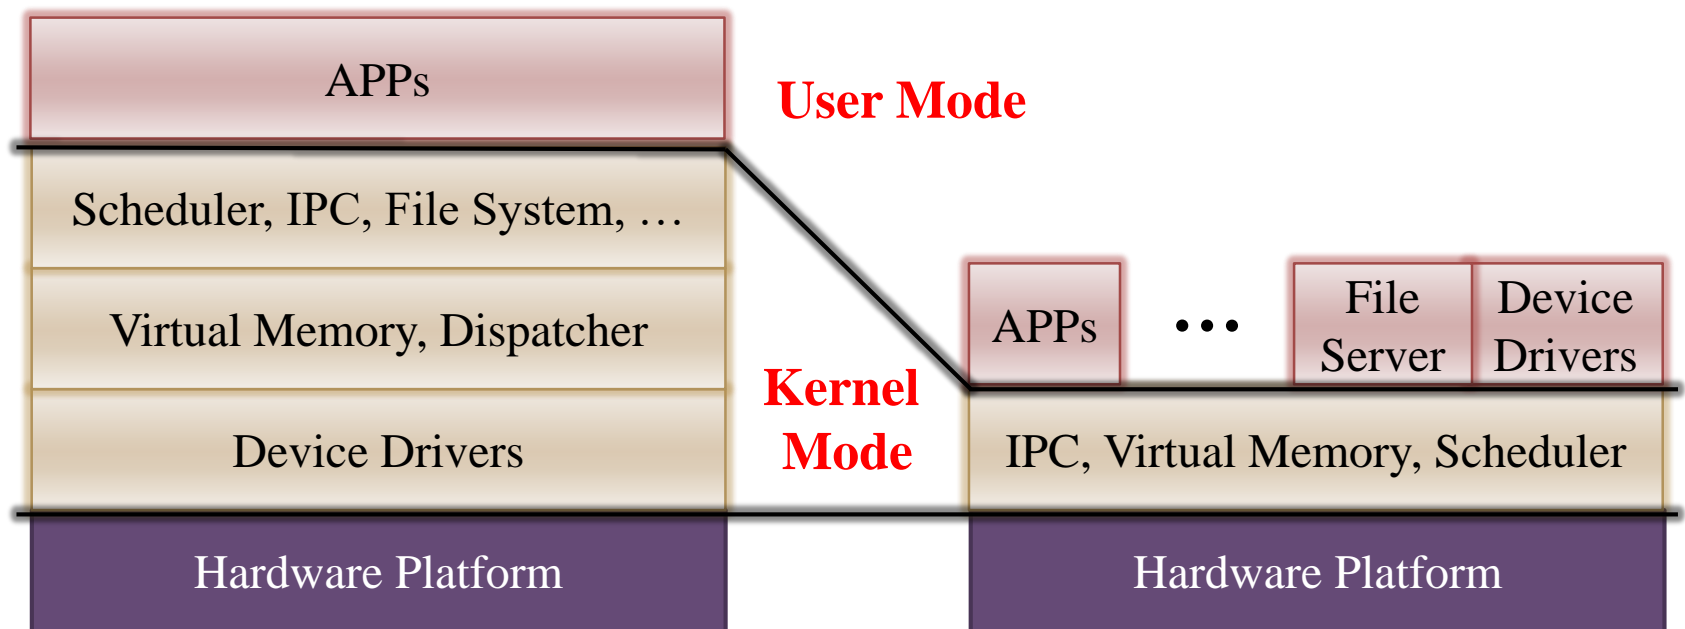 APPs
Scheduler, IPC, File System, …
Virtual Memory, Dispatcher
Device Drivers
Hardware Platform
User Mode
Kernel
Mode
APPs
...
File
Server
Device
Drivers
IPC, Virtual Memory, Scheduler
Hardware Platform